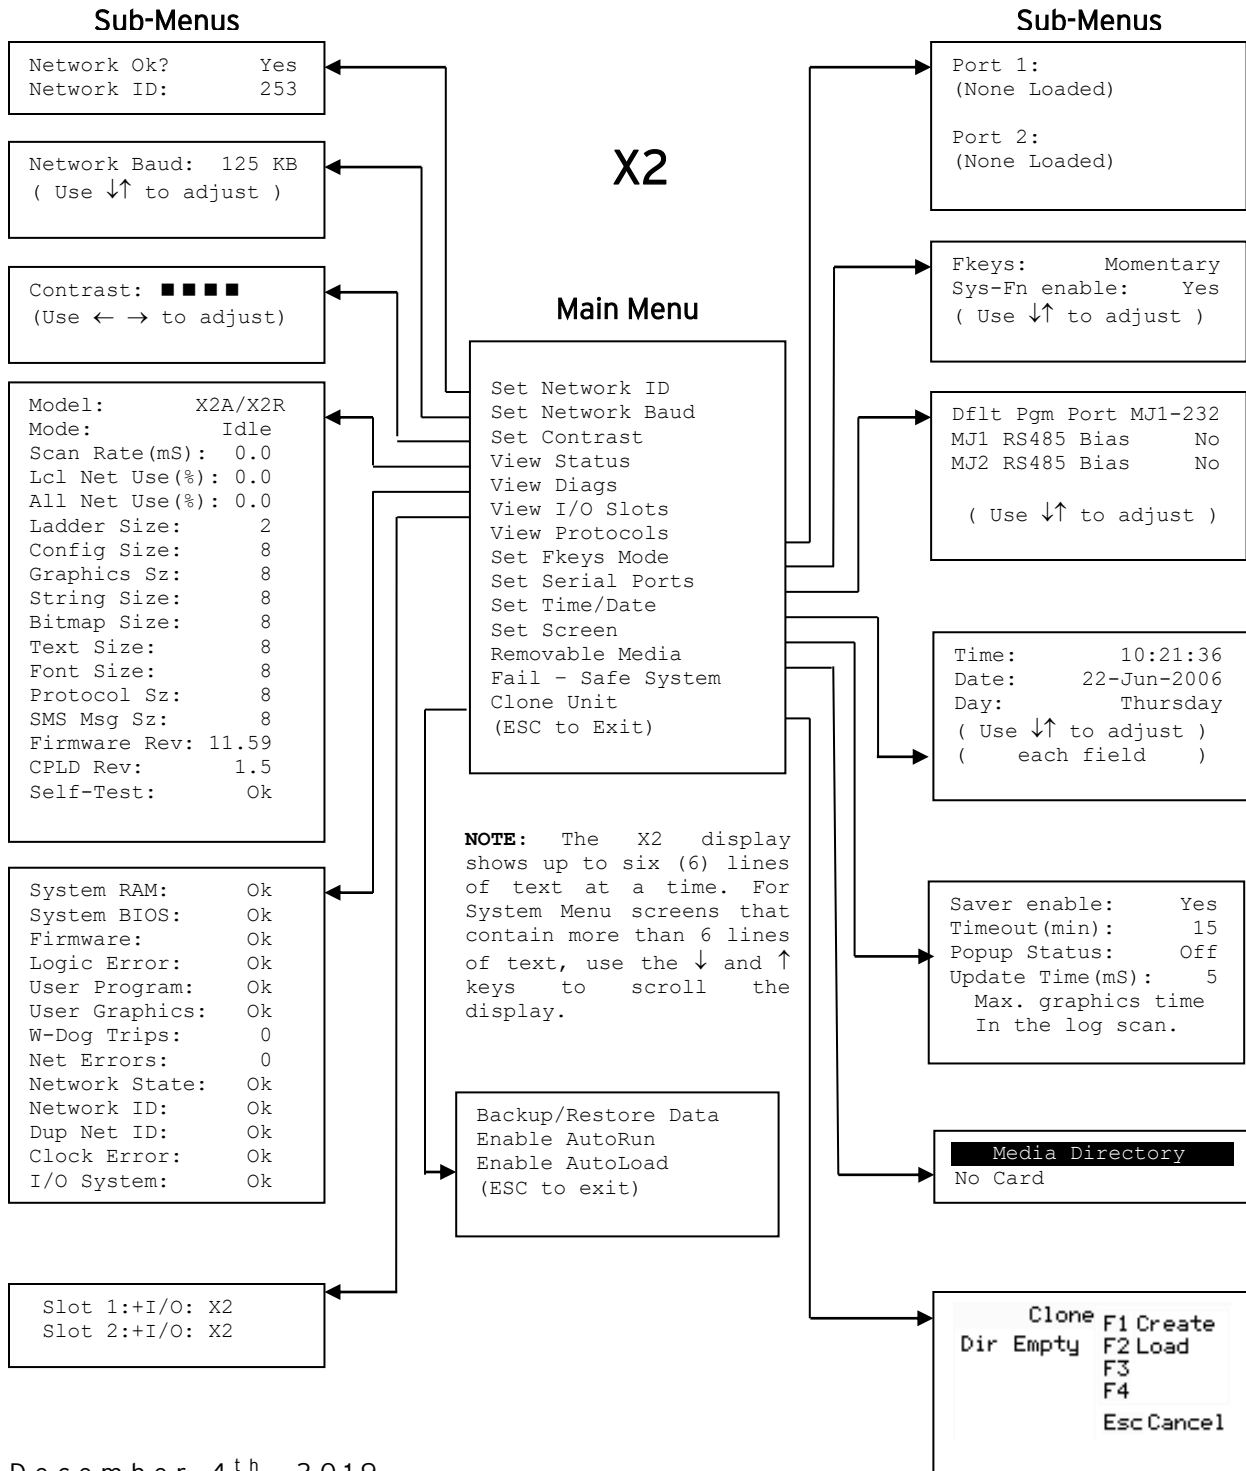 Sub-Menus
Network Ok? Yes
Network ID: 253
Network Baud: 125 KB
( Use ↓↑ to adjust )
Contrast: ■ ■ ■ ■
(Use ← → to adjust)
Model: X2A/X2R
Mode: Idle
Scan Rate(mS): 0.0
Lcl Net Use(%): 0.0
All Net Use(%): 0.0
Ladder Size: 2
Config Size: 8
Graphics Sz: 8
String Size: 8
Bitmap Size: 8
Text Size: 8
Font Size: 8
Protocol Sz: 8
SMS Msg Sz: 8
Firmware Rev: 11.59
CPLD Rev: 1.5
Self-Test: Ok
System RAM: Ok
System BIOS: Ok
Firmware: Ok
Logic Error: Ok
User Program: Ok
User Graphics: Ok
W-Dog Trips: 0
Net Errors: 0
Network State: Ok
Network ID: Ok
Dup Net ID: Ok
Clock Error: Ok
I/O System: Ok
Slot 1:+I/O: X2
Slot 2:+I/O: X2
X2
Main Menu
Set Network ID
Set Network Baud
Set Contrast
View Status
View Diags
View I/O Slots
View Protocols
Set Fkeys Mode
Set Serial Ports
Set Time/Date
Set Screen
Removable Media
Fail – Safe System
Clone Unit
(ESC to Exit)
NOTE: The X2 display
shows up to six (6) lines
of text at a time. For
System Menu screens that
contain more than 6 lines
of text, use the ↓ and ↑
keys to scroll the
display.
Backup/Restore Data
Enable AutoRun
Enable AutoLoad
(ESC to exit)
Sub-Menus
Port 1:
(None Loaded)
Port 2:
(None Loaded)
Fkeys: Momentary
Sys-Fn enable: Yes
( Use ↓↑ to adjust )
Dflt Pgm Port MJ1-232
MJ1 RS485 Bias No
MJ2 RS485 Bias No
( Use ↓↑ to adjust )
Time: 10:21:36
Date: 22-Jun-2006
Day: Thursday
( Use ↓↑ to adjust )
( each field )
Saver enable: Yes
Timeout(min): 15
Popup Status: Off
Update Time(mS): 5
Max. graphics time
In the log scan.
Media Directory
No Card
Clone
Dir Empty
F1 Create
F2 Load
F3
F4
Esc Cancel
December 4th, 2019